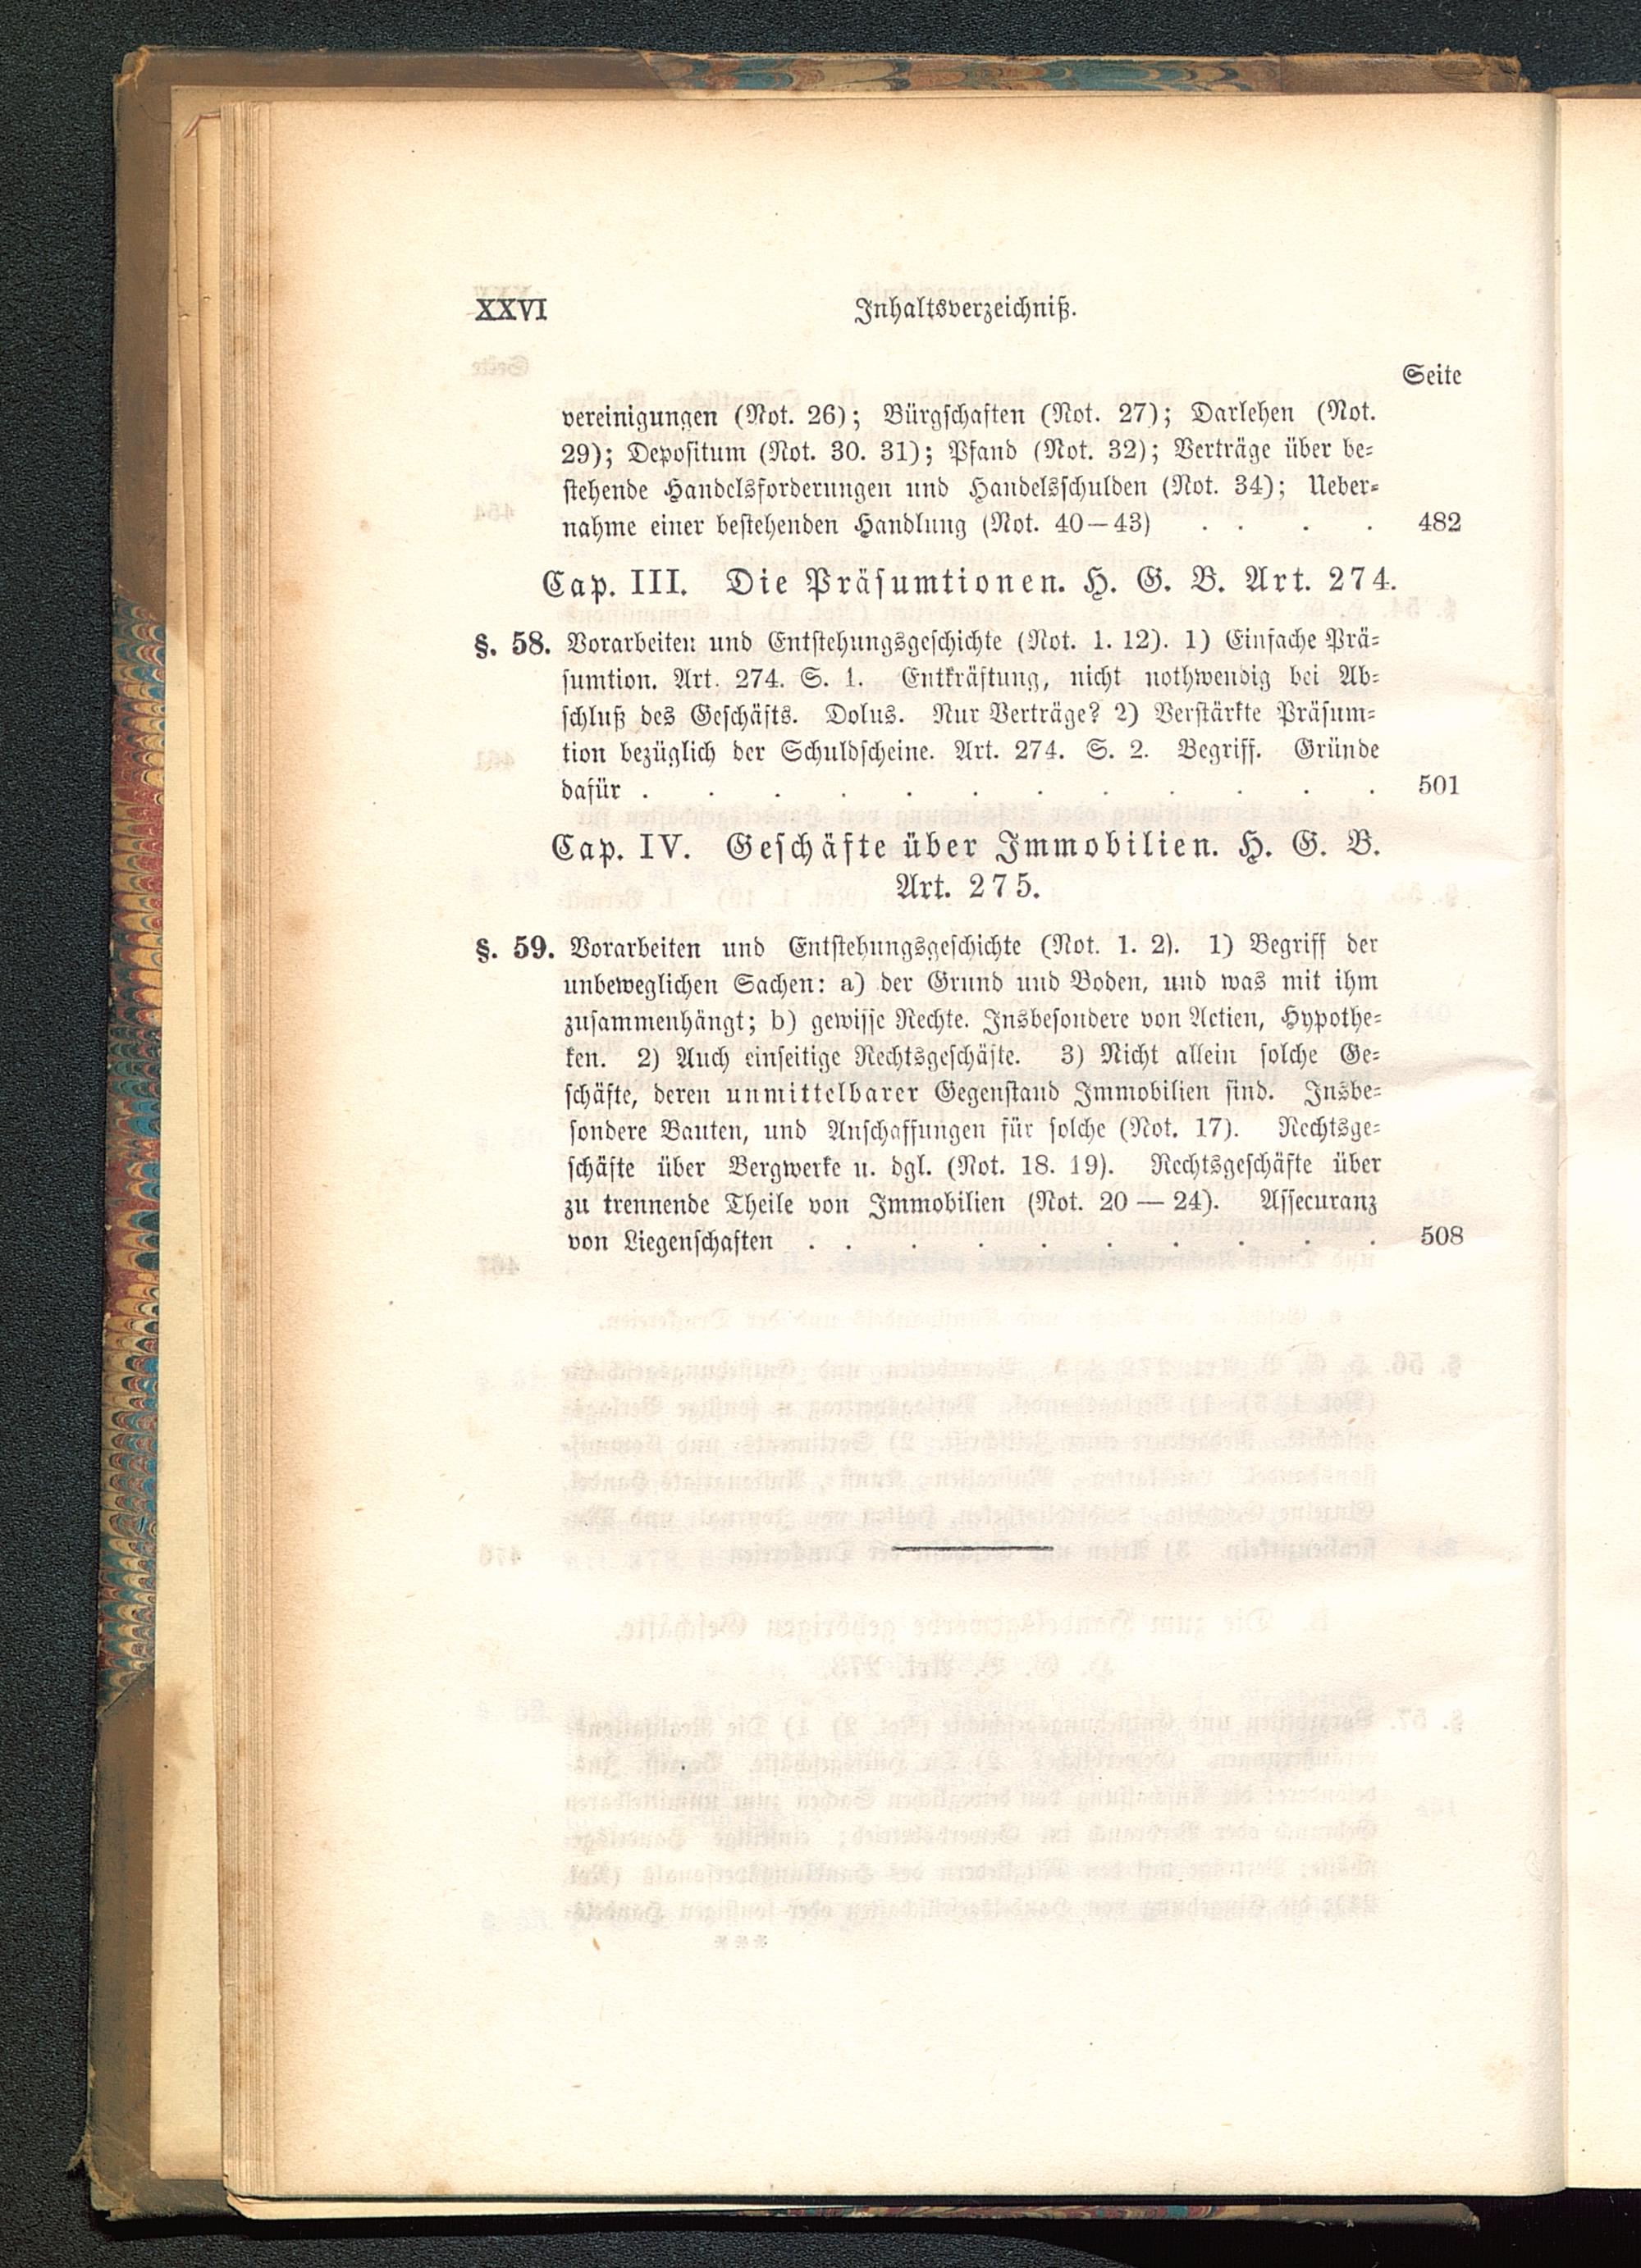 XXVI Inhaltsverzeichniß.
Seite
vereinigungen (Not. 26); Bürgschaften (Not. 27); Darlehen (Not.
29); Depositum (Not. 30. 31); Pfand (Not. 32); Verträge über be-
stehende Handelsforderungen und Handelsschulden (Not. 34); Ueber-
nahme einer bestehenden Handlung (Not. 40—43) . . . . 482
Cap. III. Die Präsumtionen. H. G. B. Art. 274.
§. 58. Vorarbeiten und Entstehungsgeschichte (Not. 1. 12). 1) Einfache Prä-
sumtion. Art. 274. S. 1. Entkräftung, nicht nothwendig bei Ab-
schluß des Geschäfts. Dolus. Nur Verträge? 2) Verstärkte Präsum-
tion bezüglich der Schuldscheine. Art. 274. S. 2. Begriff. Gründe
dafür . . . . . . . . . . . . 501
Cap. IV. Geschäfte über Immobilien. H. G. B.
Art. 275.
§. 59. Vorarbeiten und Entstehungsgeschichte (Not. 1. 2). 1) Begriff der
unbeweglichen Sachen: a) der Grund und Boden, und was mit ihm
zusammenhängt; b) gewisse Rechte. Insbesondere von Actien, Hypothe-
ken. 2) Auch einseitige Rechtsgeschäfte. 3) Nicht allein solche Ge-
schäfte, deren unmittelbarer Gegenstand Immobilien sind. Insbe-
sondere Bauten, und Anschaffungen für solche (Not. 17). Rechtsge-
schäfte über Bergwerke u. dgl. (Not. 18. 19). Rechtsgeschäfte über
zu trennende Theile von Immobilien (Not. 20 — 24). Assecuranz
von Liegenschaften . . . . . . . . . . 508